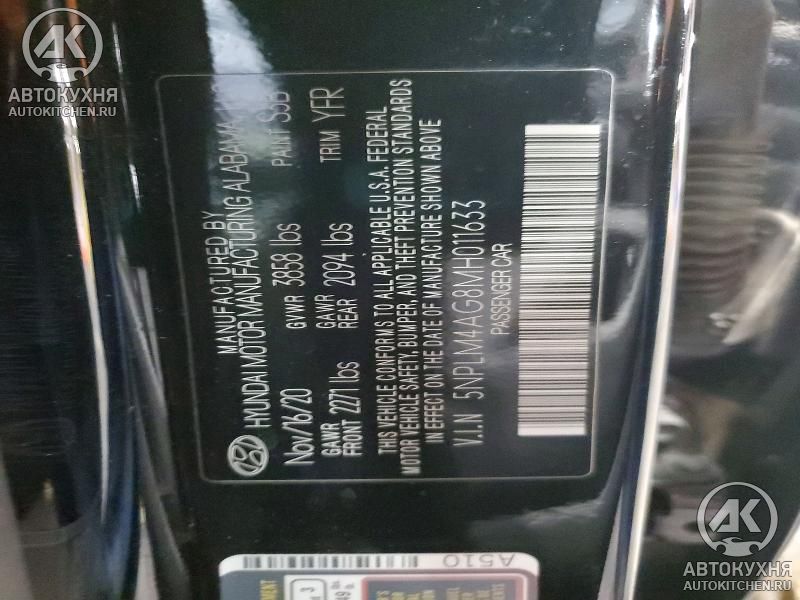 MANUFACTURED BY
HYUNDAI MOTOR MANUFACTURING ALABAMA
Nov/16/20 GVWR 3858 lbs PAINT S3B
GAWR FRONT 2271 lbs GAWR REAR 2094 lbs TRIM YFR
THIS VEHICLE CONFORMS TO ALL APPLICABLE U.S.A. FEDERAL
MOTOR VEHICLE SAFETY, BUMPER, AND THEFT PREVENTION STANDARDS
IN EFFECT ON THE DATE OF MANUFACTURE SHOWN ABOVE
V.I.N 5NPLM4AG8MH011633
PASSENGER CAR
A510
АК
АВТОКУХНЯ
AUTOKITCHEN.RU
АК
АВТОКУХНЯ
AUTOKITCHEN.RU